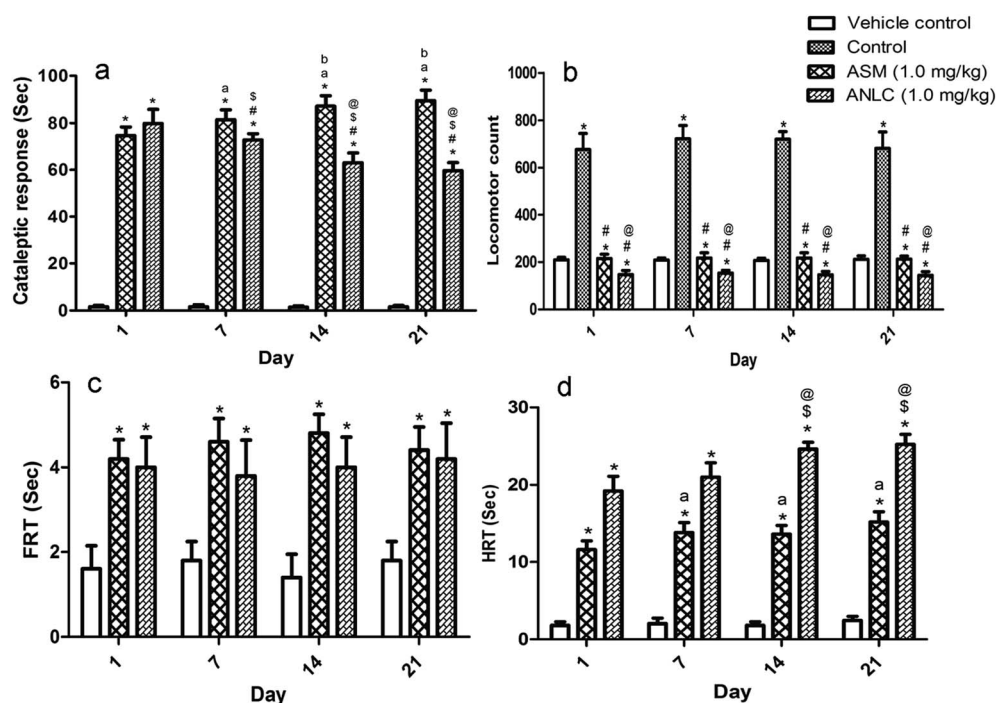 Vehicle control
Control
ASM (1.0 mg/kg)
ANLC (1.0 mg/kg)
a
Cataleptic response (Sec)
100
80
60
40
20
0
* *
a * $ # *
b a * @ $ # *
b a * @ $ # *
1 7 14 21
Day
b
Locomotor count
1000
800
600
400
200
0
* # * @ # *
* # * @ # *
* # * @ # *
* # * @ # *
1 7 14 21
Day
c
FRT (Sec)
6
4
2
0
* *
* *
* *
* *
1 7 14 21
Day
d
HRT (Sec)
30
20
10
0
* *
a * *
a * @ $ *
a * @ $ *
1 7 14 21
Day